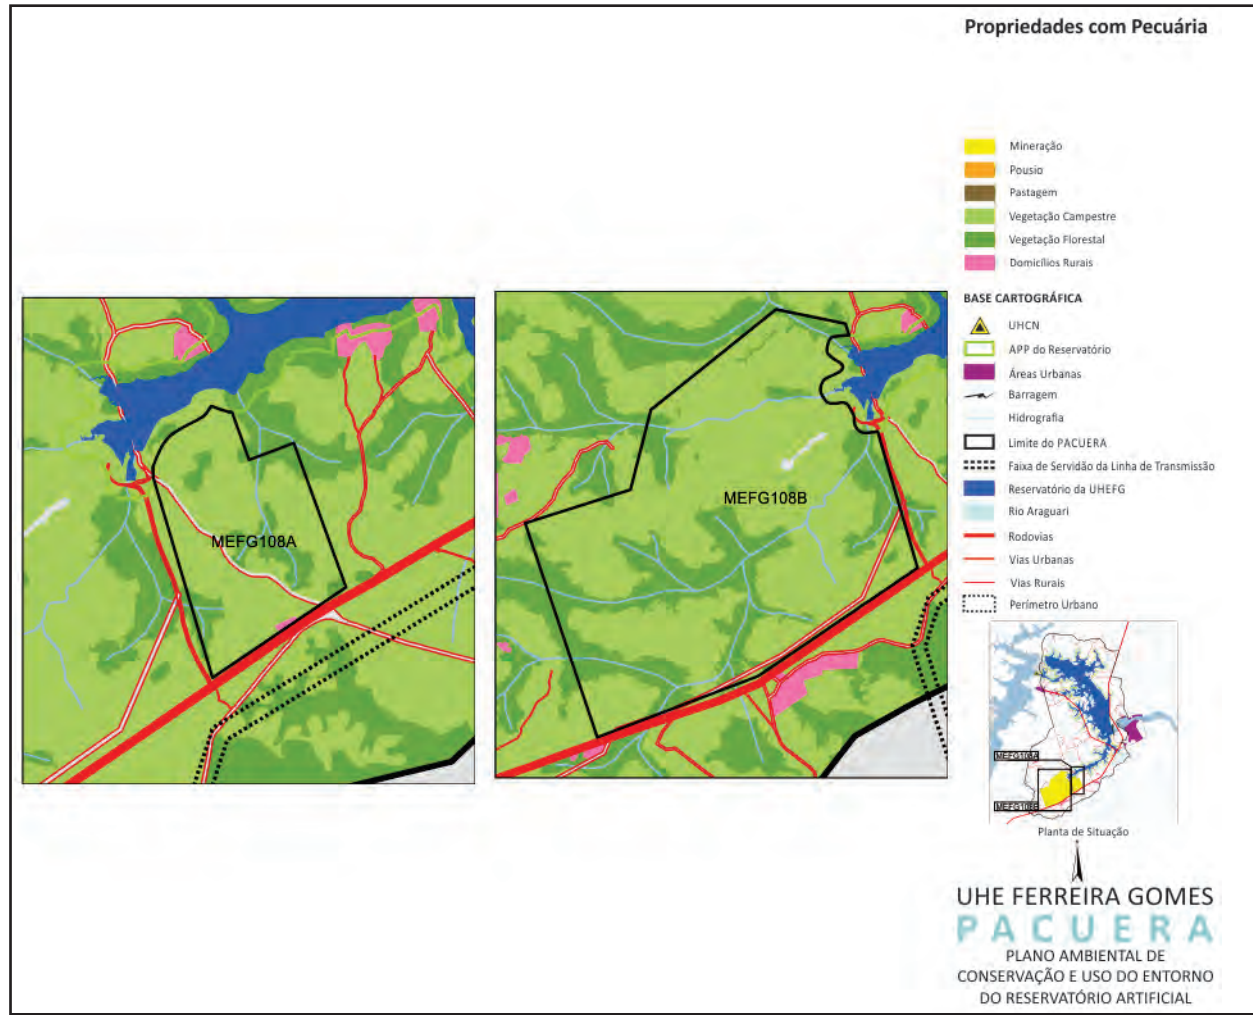 Propriedades com Pecuária
Mineração
Pousio
Pastagem
Vegetação Campestre
Vegetação Florestal
Domicílios Rurais
BASE CARTOGRÁFICA
UHCN
APP do Reservatório
Áreas Urbanas
Barragem
Hidrografia
Limite do PACUERA
Faixa de Servidão da Linha de Transmissão
Reservatório da UHEFG
Rio Araguari
Rodovias
Vias Urbanas
Vias Rurais
Perímetro Urbano
MEFG108A
MEFG108B
MEFG108A
MEFG108B
Planta de Situação
UHE FERREIRA GOMES
PACUERA
PLANO AMBIENTAL DE
CONSERVAÇÃO E USO DO ENTORNO
DO RESERVATÓRIO ARTIFICIAL